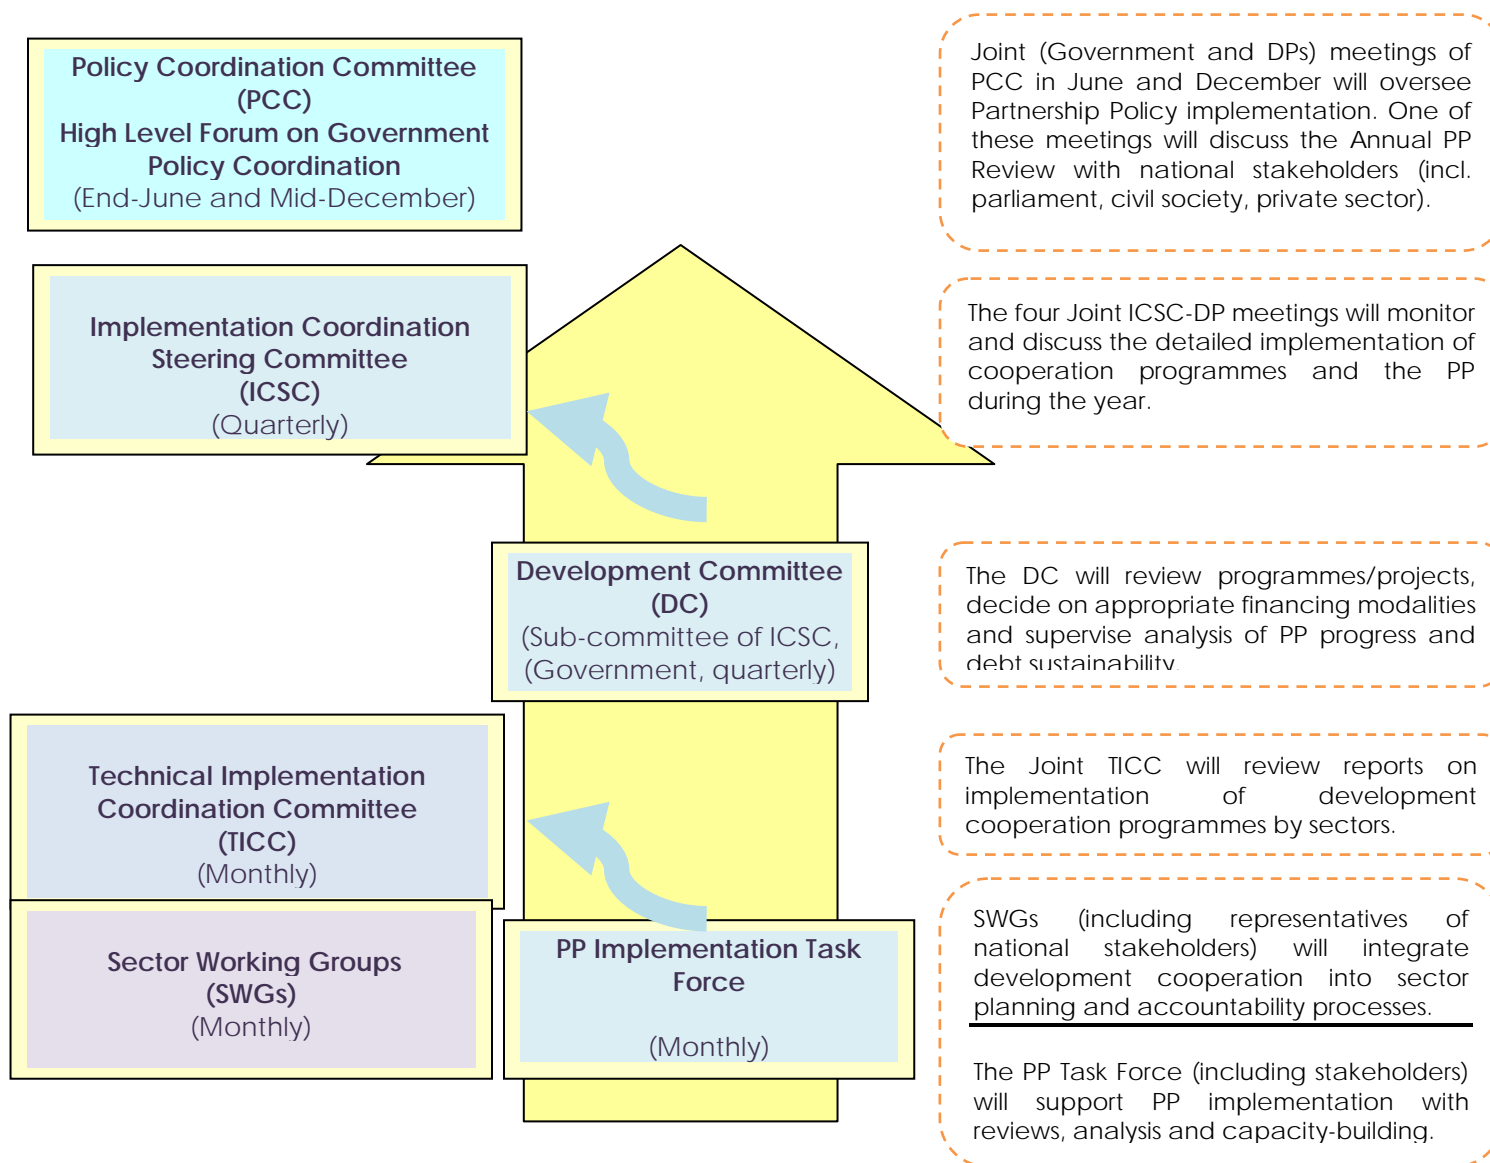 Policy Coordination Committee
(PCC)
High Level Forum on Government
Policy Coordination
(End-June and Mid-December)
Joint (Government and DPs) meetings of
PCC in June and December will oversee
Partnership Policy implementation. One of
these meetings will discuss the Annual PP
Review with national stakeholders (incl.
parliament, civil society, private sector).
Implementation Coordination
Steering Committee
(ICSC)
(Quarterly)
The four Joint ICSC-DP meetings will monitor
and discuss the detailed implementation of
cooperation programmes and the PP
during the year.
Development Committee
(DC)
(Sub-committee of ICSC,
(Government, quarterly)
The DC will review programmes/projects,
decide on appropriate financing modalities
and supervise analysis of PP progress and
debt sustainability.
Technical Implementation
Coordination Committee
(TICC)
(Monthly)
The Joint TICC will review reports on
implementation of development
cooperation programmes by sectors.
Sector Working Groups
(SWGs)
(Monthly)
PP Implementation Task
Force
(Monthly)
SWGs (including representatives of
national stakeholders) will integrate
development cooperation into sector
planning and accountability processes.
The PP Task Force (including stakeholders)
will support PP implementation with
reviews, analysis and capacity-building.